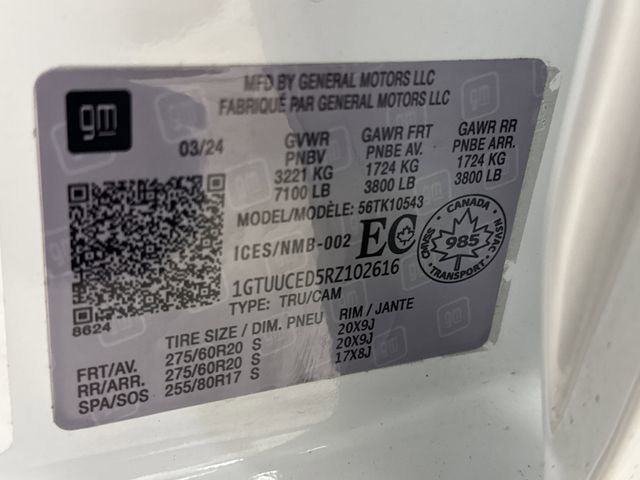 MFD BY GENERAL MOTORS LLC
FABRIQUÉ PAR GENERAL MOTORS LLC
gm
03/24 GVWR GAWR FRT GAWR RR
PNBV PNBE AV. PNBE ARR.
3221 KG 1724 KG 1724 KG
7100 LB 3800 LB 3800 LB
MODEL/MODÈLE: 56TK10543
ICES/NMB-002 EC
CANADA
CMVSS 985 NSVAC
TRANSPORT
1GTUUCED5RZ102616
TYPE: TRU/CAM
8624
TIRE SIZE / DIM. PNEU RIM / JANTE
FRT/AV. 275/60R20 S 20X9J
RR/ARR. 275/60R20 S 20X9J
SPA/SOS 255/80R17 S 17X8J